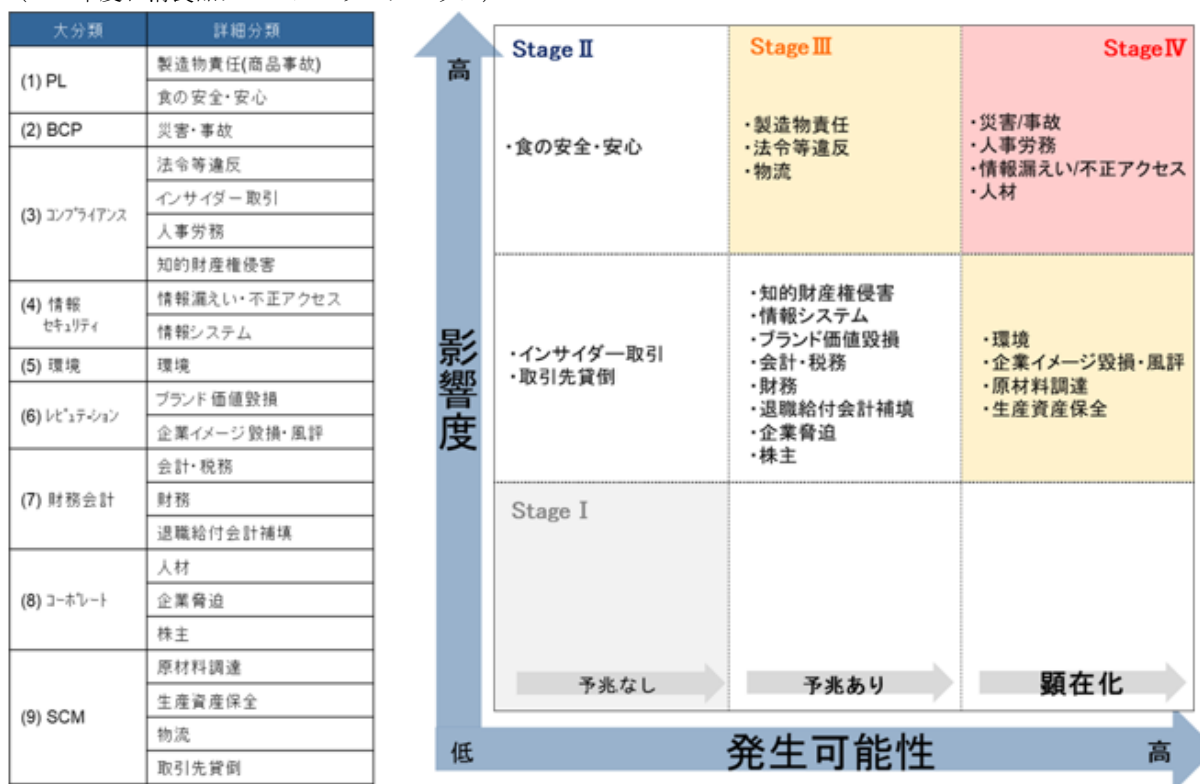 大分類 詳細分類
(1) PL
製造物責任(商品事故)
食の安全・安心
(2) BCP
災害・事故
(3) コンプライアンス
法令等違反
インサイダー取引
人事労務
知的財産権侵害
(4) 情報
セキュリティ
情報漏えい・不正アクセス
情報システム
(5) 環境
環境
(6) レピュテーション
ブランド価値毀損
企業イメージ毀損・風評
(7) 財務会計
会計・税務
財務
退職給付会計補填
(8) コーポレート
人材
企業脅迫
株主
(9) SCM
原材料調達
生産資産保全
物流
取引先貸倒
高
影響度
低
StageⅡ
・食の安全・安心
StageⅢ
・製造物責任
・法令等違反
・物流
StageⅣ
・災害/事故
・人事労務
・情報漏えい/不正アクセス
・人材
・インサイダー取引
・取引先貸倒
・知的財産権侵害
・情報システム
・ブランド価値毀損
・会計・税務
・財務
・退職給付会計補填
・企業脅迫
・株主
・環境
・企業イメージ毀損・風評
・原材料調達
・生産資産保全
Stage Ⅰ
予兆なし
予兆あり
顕在化
発生可能性
高